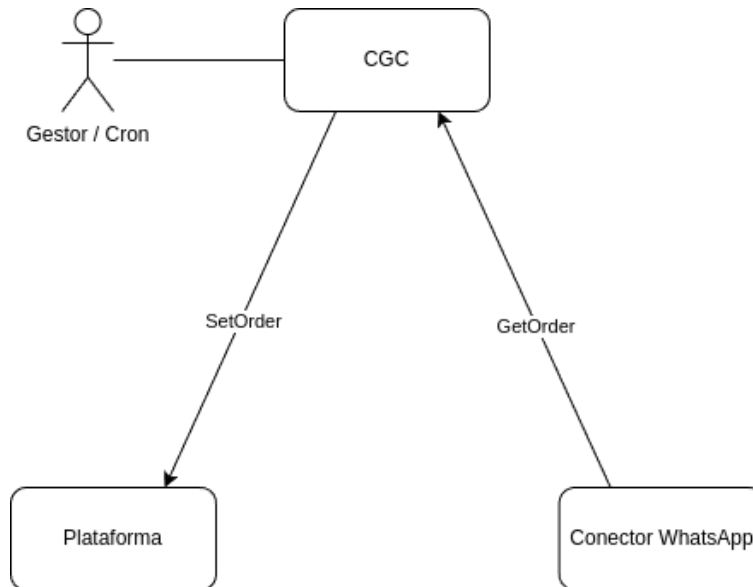 CGC
Gestor / Cron
SetOrder
GetOrder
Plataforma
Conector WhatsApp